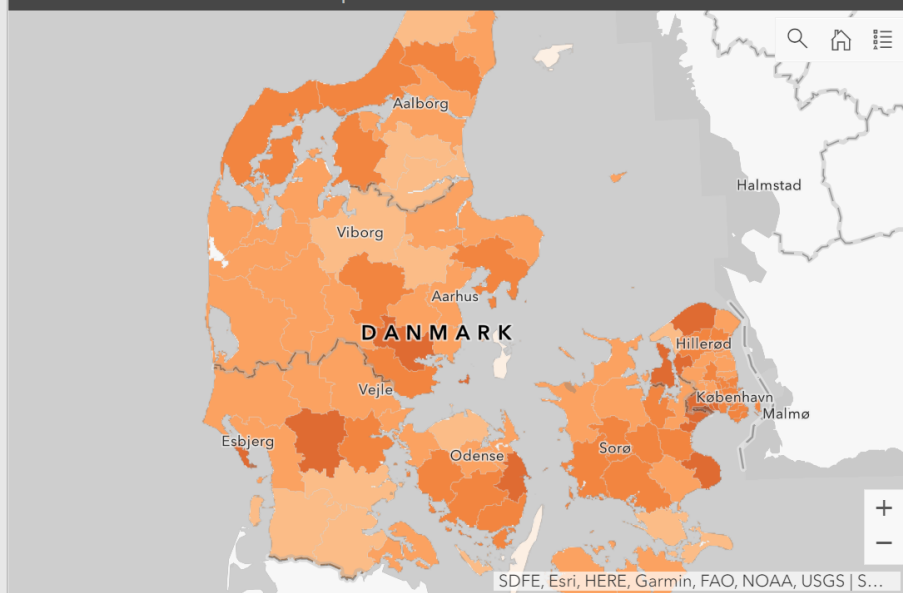 Aalborg
Halmstad
Viborg
Aarhus
DANMARK
Hillerød
Vejle
København
Malmø
Esbjerg
Odense
Sorø
+
−
SDFE, Esri, HERE, Garmin, FAO, NOAA, USGS | S...